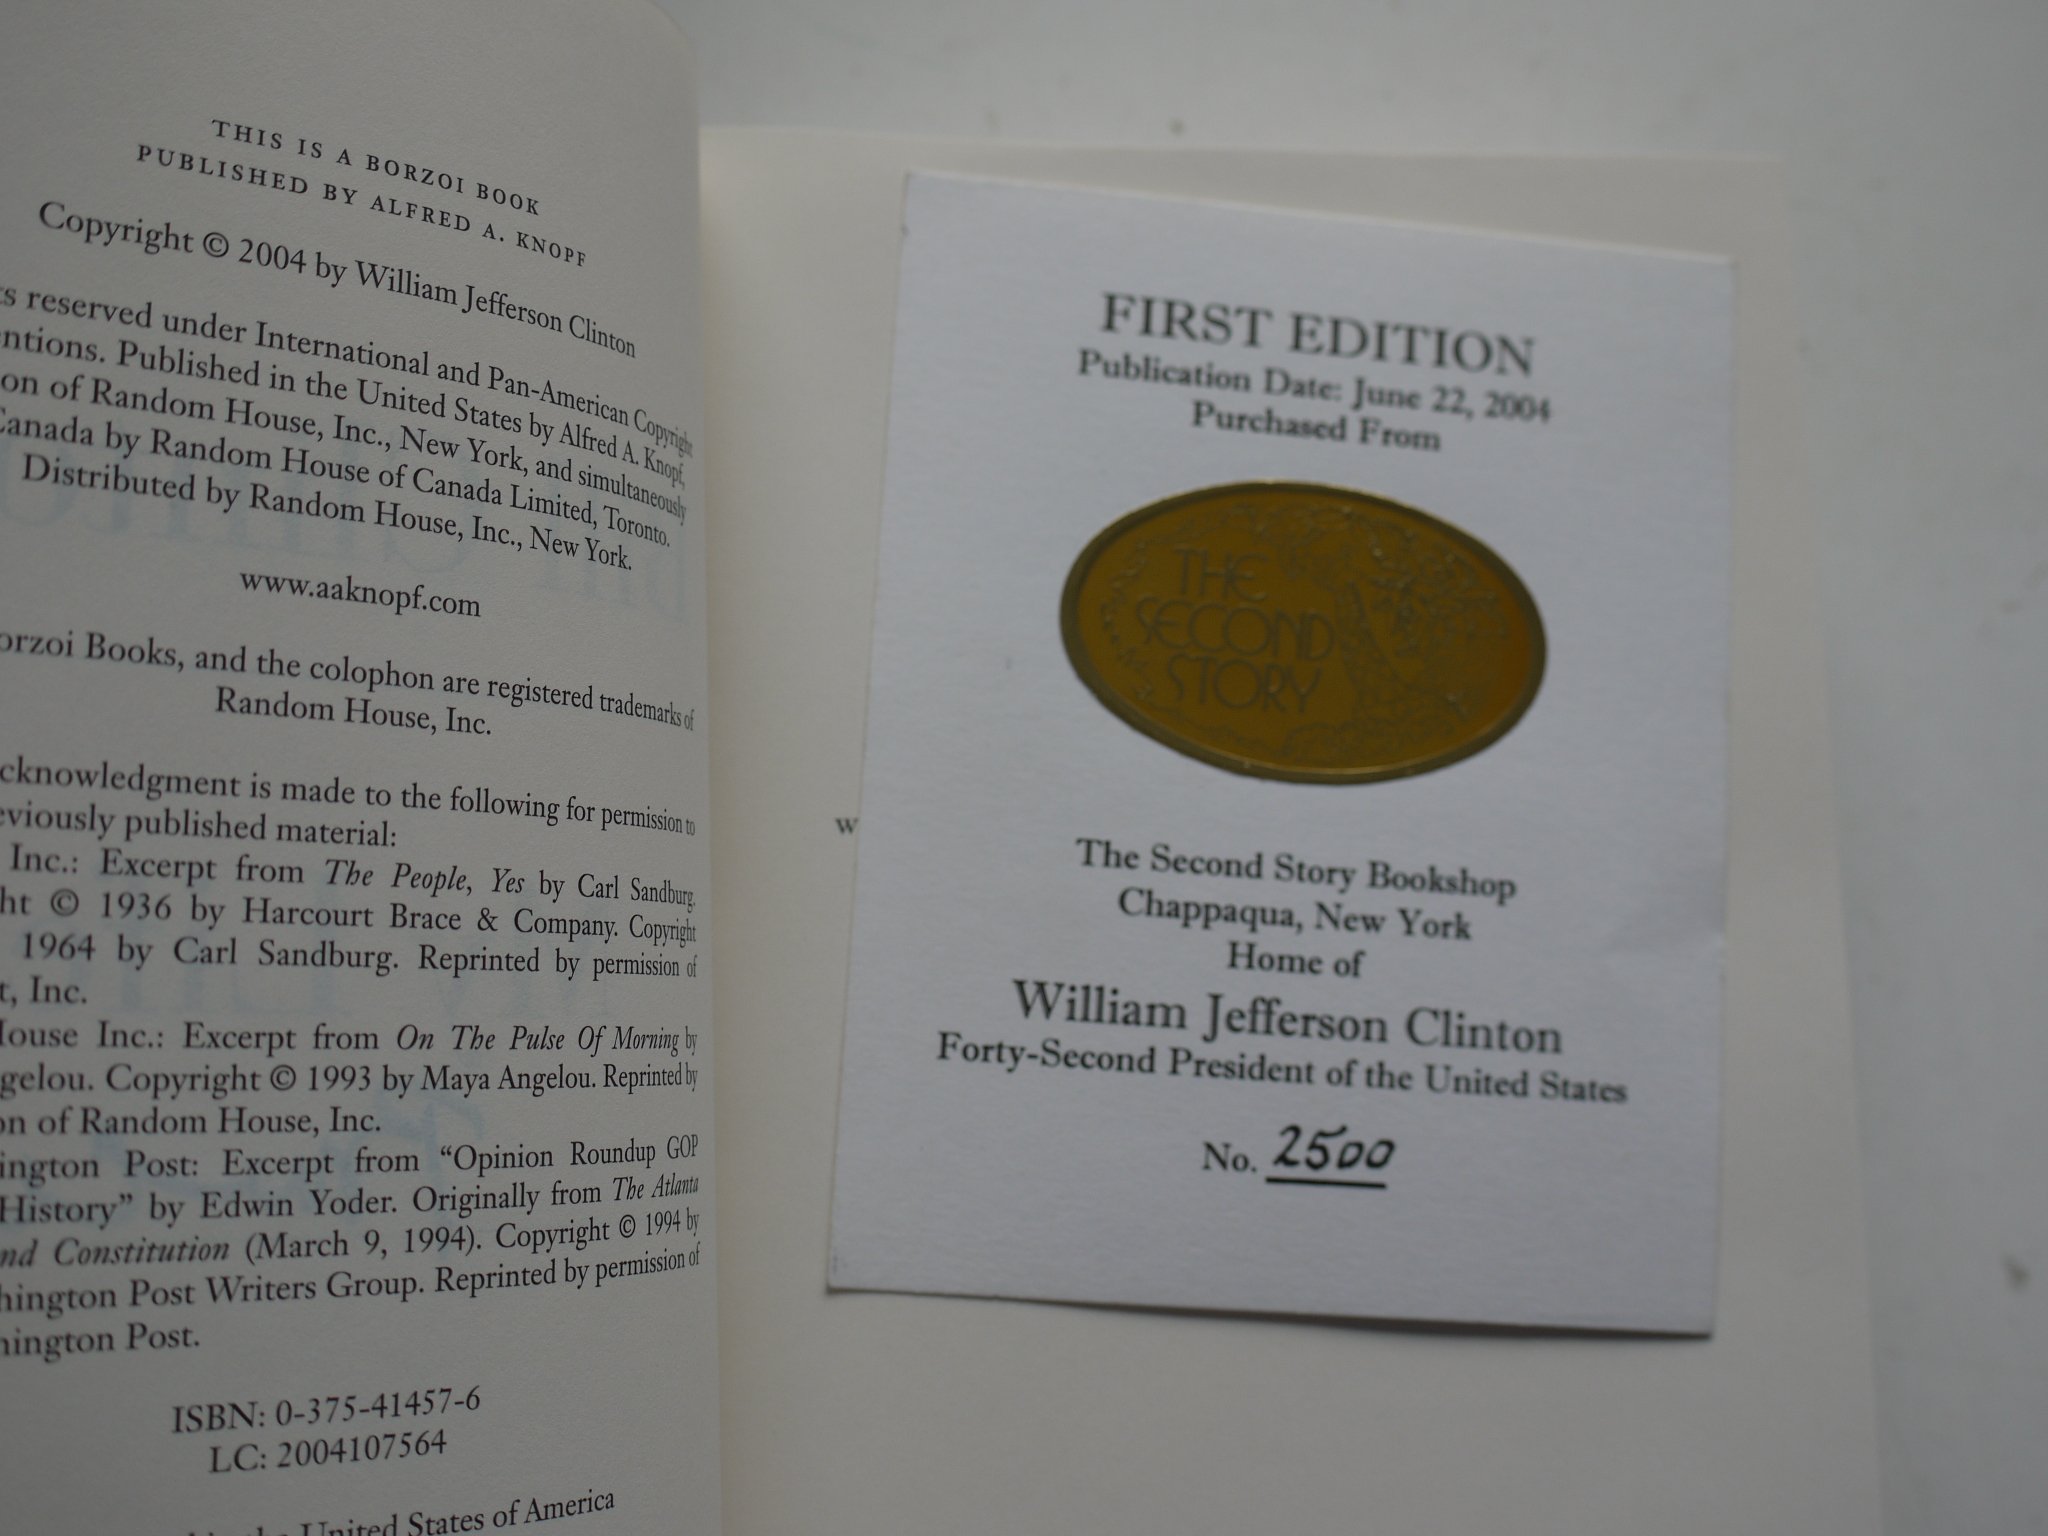 THIS IS A BORZOI BOOK
PUBLISHED BY ALFRED A. KNOPF
Copyright © 2004 by William Jefferson Clinton
reserved under International and Pan-American Copyright
Published in the United States by Alfred A. Knopf,
of Random House, Inc., New York, and simultaneously
Canada by Random House of Canada Limited, Toronto.
Distributed by Random House, Inc., New York.
www.aaknopf.com
Borzoi Books, and the colophon are registered trademarks of
Random House, Inc.
cknowledgment is made to the following for permission to
eviously published material:
Inc.: Excerpt from The People, Yes by Carl Sandburg.
ht © 1936 by Harcourt Brace & Company. Copyright
1964 by Carl Sandburg. Reprinted by permission of
t, Inc.
House Inc.: Excerpt from On The Pulse Of Morning by
ngelou. Copyright © 1993 by Maya Angelou. Reprinted by
on of Random House, Inc.
ington Post: Excerpt from “Opinion Roundup GOP
History” by Edwin Yoder. Originally from The Atlanta
nd Constitution (March 9, 1994). Copyright © 1994 by
hington Post Writers Group. Reprinted by permission of
hington Post.
ISBN: 0-375-41457-6
LC: 2004107564
United States of America
FIRST EDITION
Publication Date: June 22, 2004
Purchased From
THE
SECOND
STORY
The Second Story Bookshop
Chappaqua, New York
Home of
William Jefferson Clinton
Forty-Second President of the United States
No. 2500
w